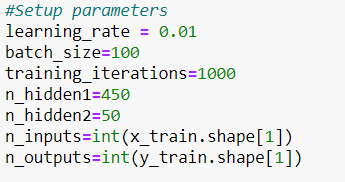 #Setup parameters
learning_rate = 0.01
batch_size=100
training_iterations=1000
n_hidden1=450
n_hidden2=50
n_inputs=int(x_train.shape[1])
n_outputs=int(y_train.shape[1])